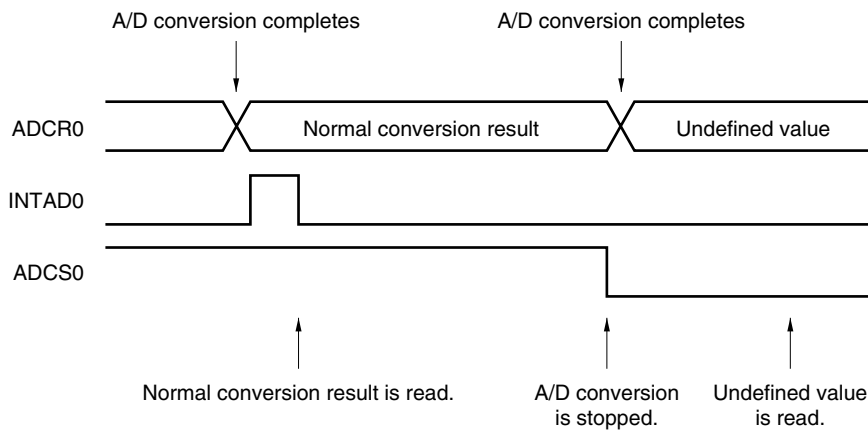 A/D conversion completes
A/D conversion completes
ADCR0
Normal conversion result
Undefined value
INTAD0
ADCS0
Normal conversion result is read.
A/D conversion
is stopped.
Undefined value
is read.